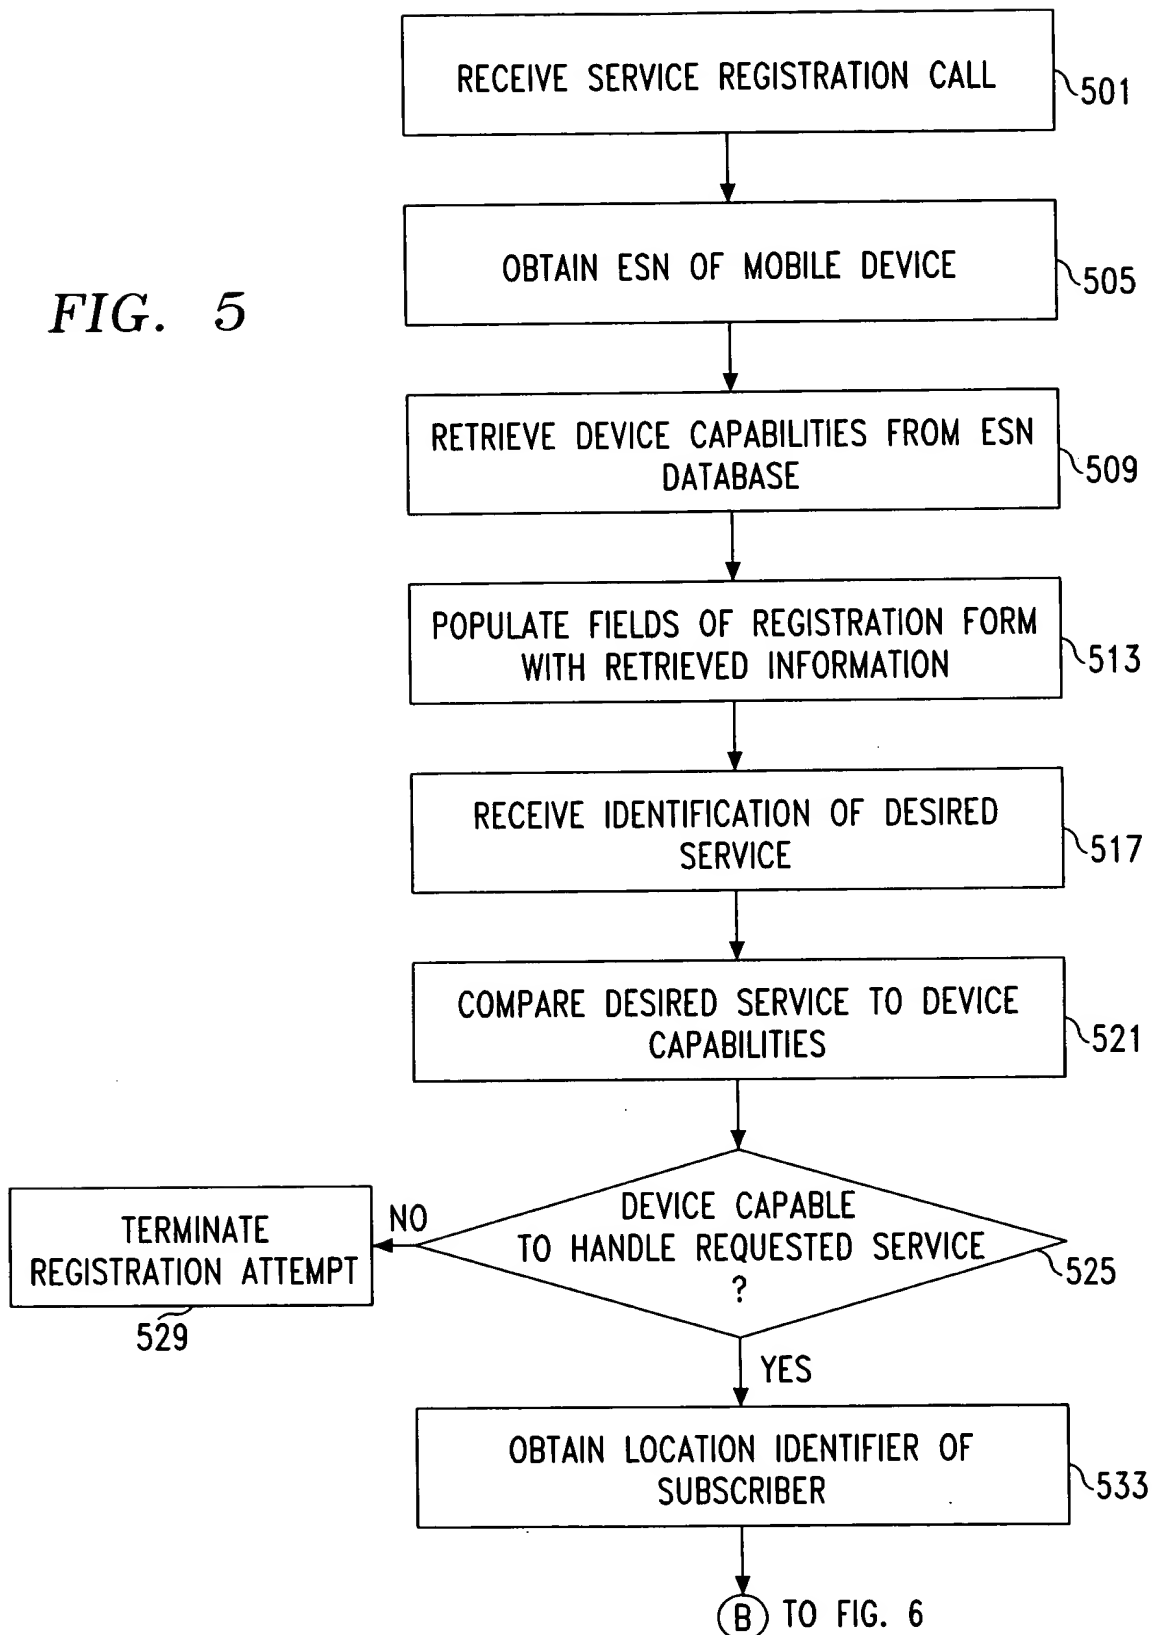 RECEIVE SERVICE REGISTRATION CALL
501
OBTAIN ESN OF MOBILE DEVICE
505
FIG. 5
RETRIEVE DEVICE CAPABILITIES FROM ESN
DATABASE
509
POPULATE FIELDS OF REGISTRATION FORM
WITH RETRIEVED INFORMATION
513
RECEIVE IDENTIFICATION OF DESIRED
SERVICE
517
COMPARE DESIRED SERVICE TO DEVICE
CAPABILITIES
521
DEVICE CAPABLE
TO HANDLE REQUESTED SERVICE
?
525
NO
TERMINATE
REGISTRATION ATTEMPT
529
YES
OBTAIN LOCATION IDENTIFIER OF
SUBSCRIBER
533
B TO FIG. 6